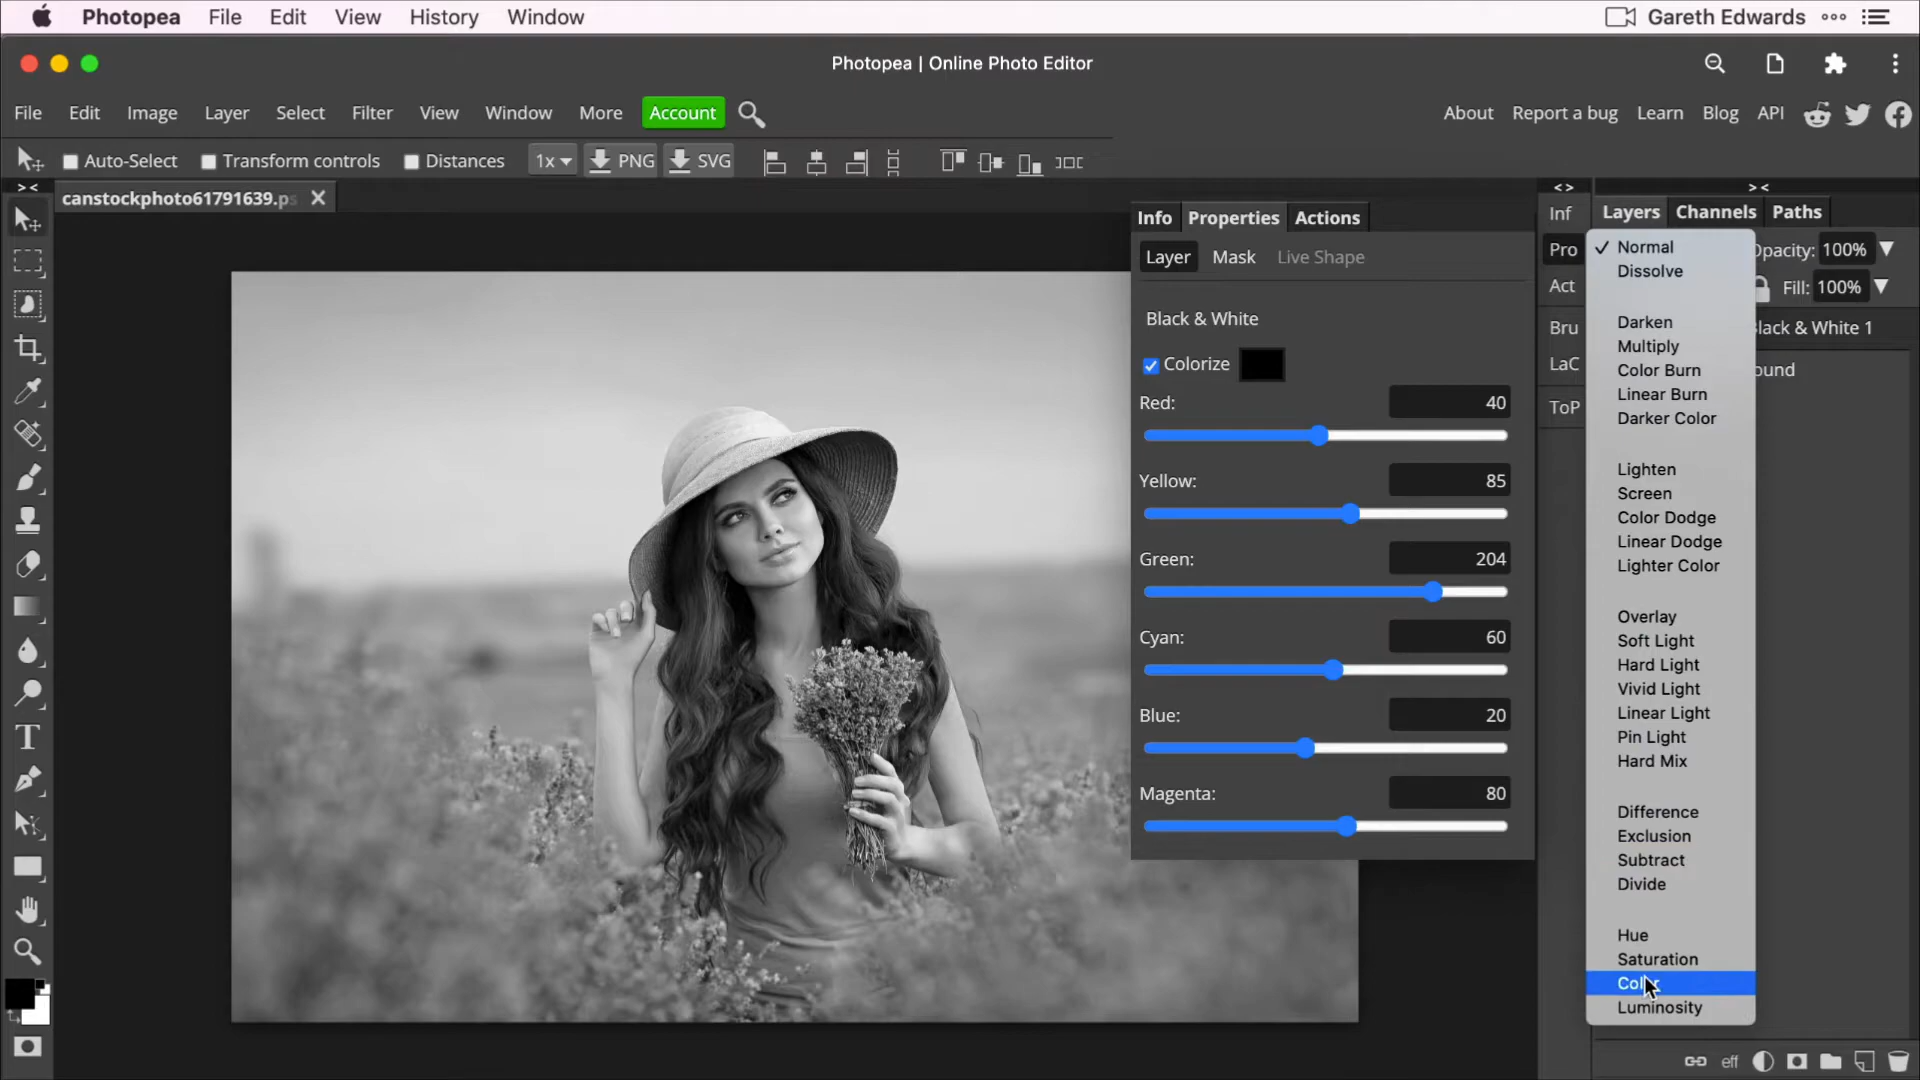 Photopea File Edit View History Window Gareth Edwards
Photopea | Online Photo Editor
File Edit Image Layer Select Filter View Window More Account About Report a bug Learn Blog API
Auto-Select Transform controls Distances 1x PNG SVG
canstockphoto61791639.ps
Info Properties Actions
Layer Mask Live Shape
Black & White
Colorize
Red: 40
Yellow: 85
Green: 204
Cyan: 60
Blue: 20
Magenta: 80
Inf
Pro
Act
Bru
LaC
ToP
Layers Channels Paths
Normal
Dissolve
Darken
Multiply
Color Burn
Linear Burn
Darker Color
Lighten
Screen
Color Dodge
Linear Dodge
Lighter Color
Overlay
Soft Light
Hard Light
Vivid Light
Linear Light
Pin Light
Hard Mix
Difference
Exclusion
Subtract
Divide
Hue
Saturation
Color
Luminosity
Opacity: 100%
Fill: 100%
lack & White 1
ound
eff